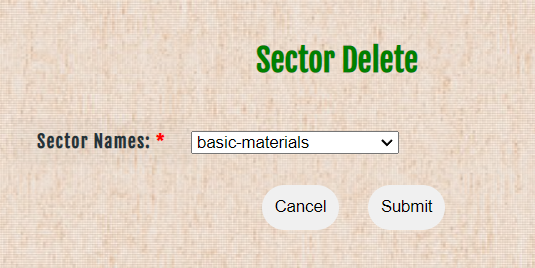 Sector Delete
Sector Names: * basic-materials
Cancel Submit